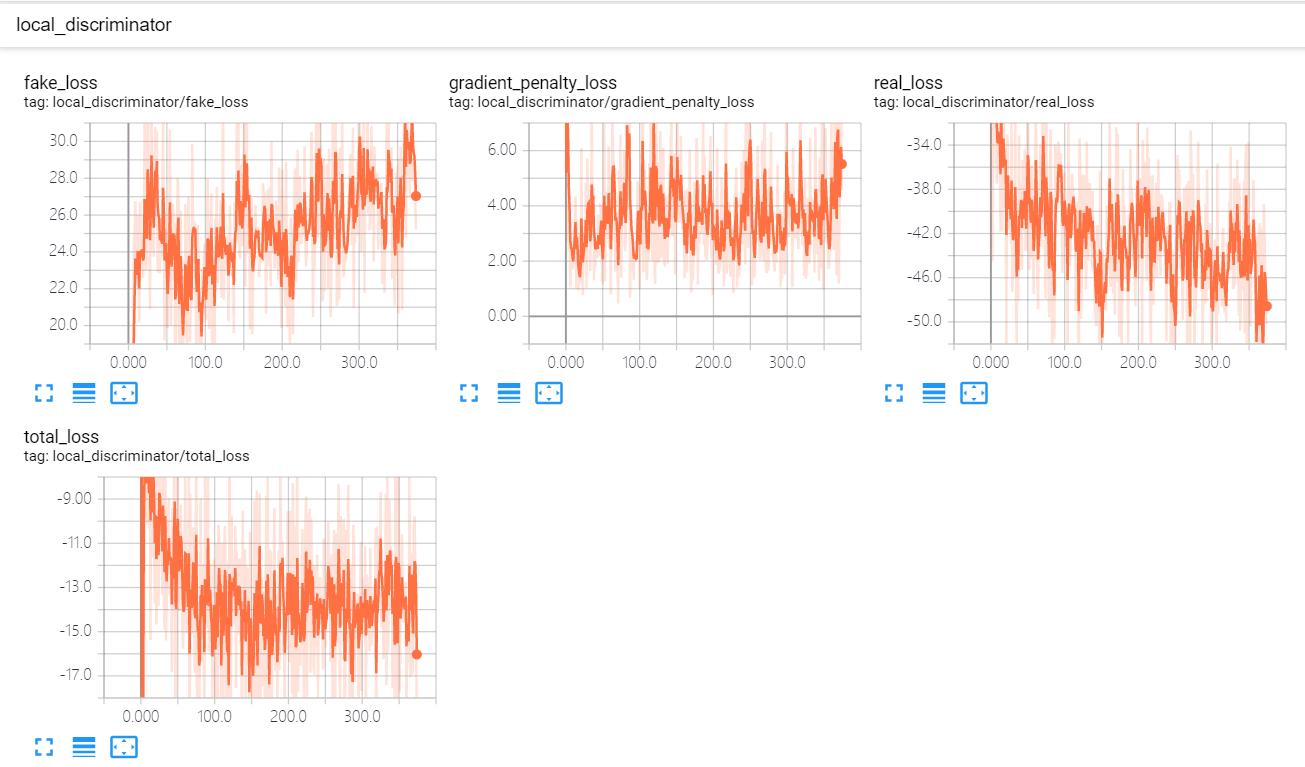 local_discriminator
fake_loss
tag: local_discriminator/fake_loss
30.0
28.0
26.0
24.0
22.0
20.0
0.000 100.0 200.0 300.0
gradient_penalty_loss
tag: local_discriminator/gradient_penalty_loss
6.00
4.00
2.00
0.00
0.000 100.0 200.0 300.0
real_loss
tag: local_discriminator/real_loss
-34.0
-38.0
-42.0
-46.0
-50.0
0.000 100.0 200.0 300.0
total_loss
tag: local_discriminator/total_loss
-9.00
-11.0
-13.0
-15.0
-17.0
0.000 100.0 200.0 300.0